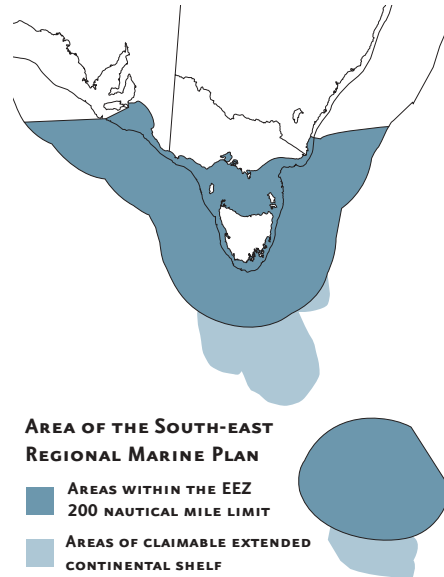 Area of the South-east
Regional Marine Plan
Areas within the EEZ
200 nautical mile limit
Areas of claimable extended
continental shelf